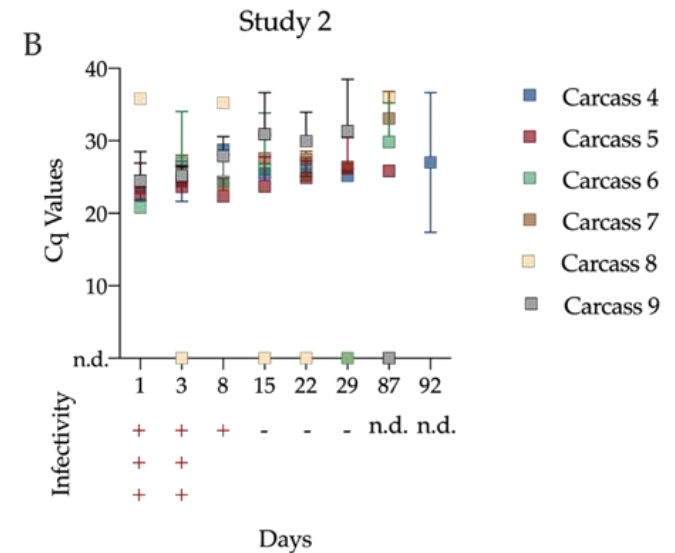 Study 2
B
40
30
20
10
n.d.
Cq Values
1 3 8 15 22 29 87 92
Infectivity
+ + + - - - n.d. n.d.
+ +
+ +
Days
Carcass 4
Carcass 5
Carcass 6
Carcass 7
Carcass 8
Carcass 9